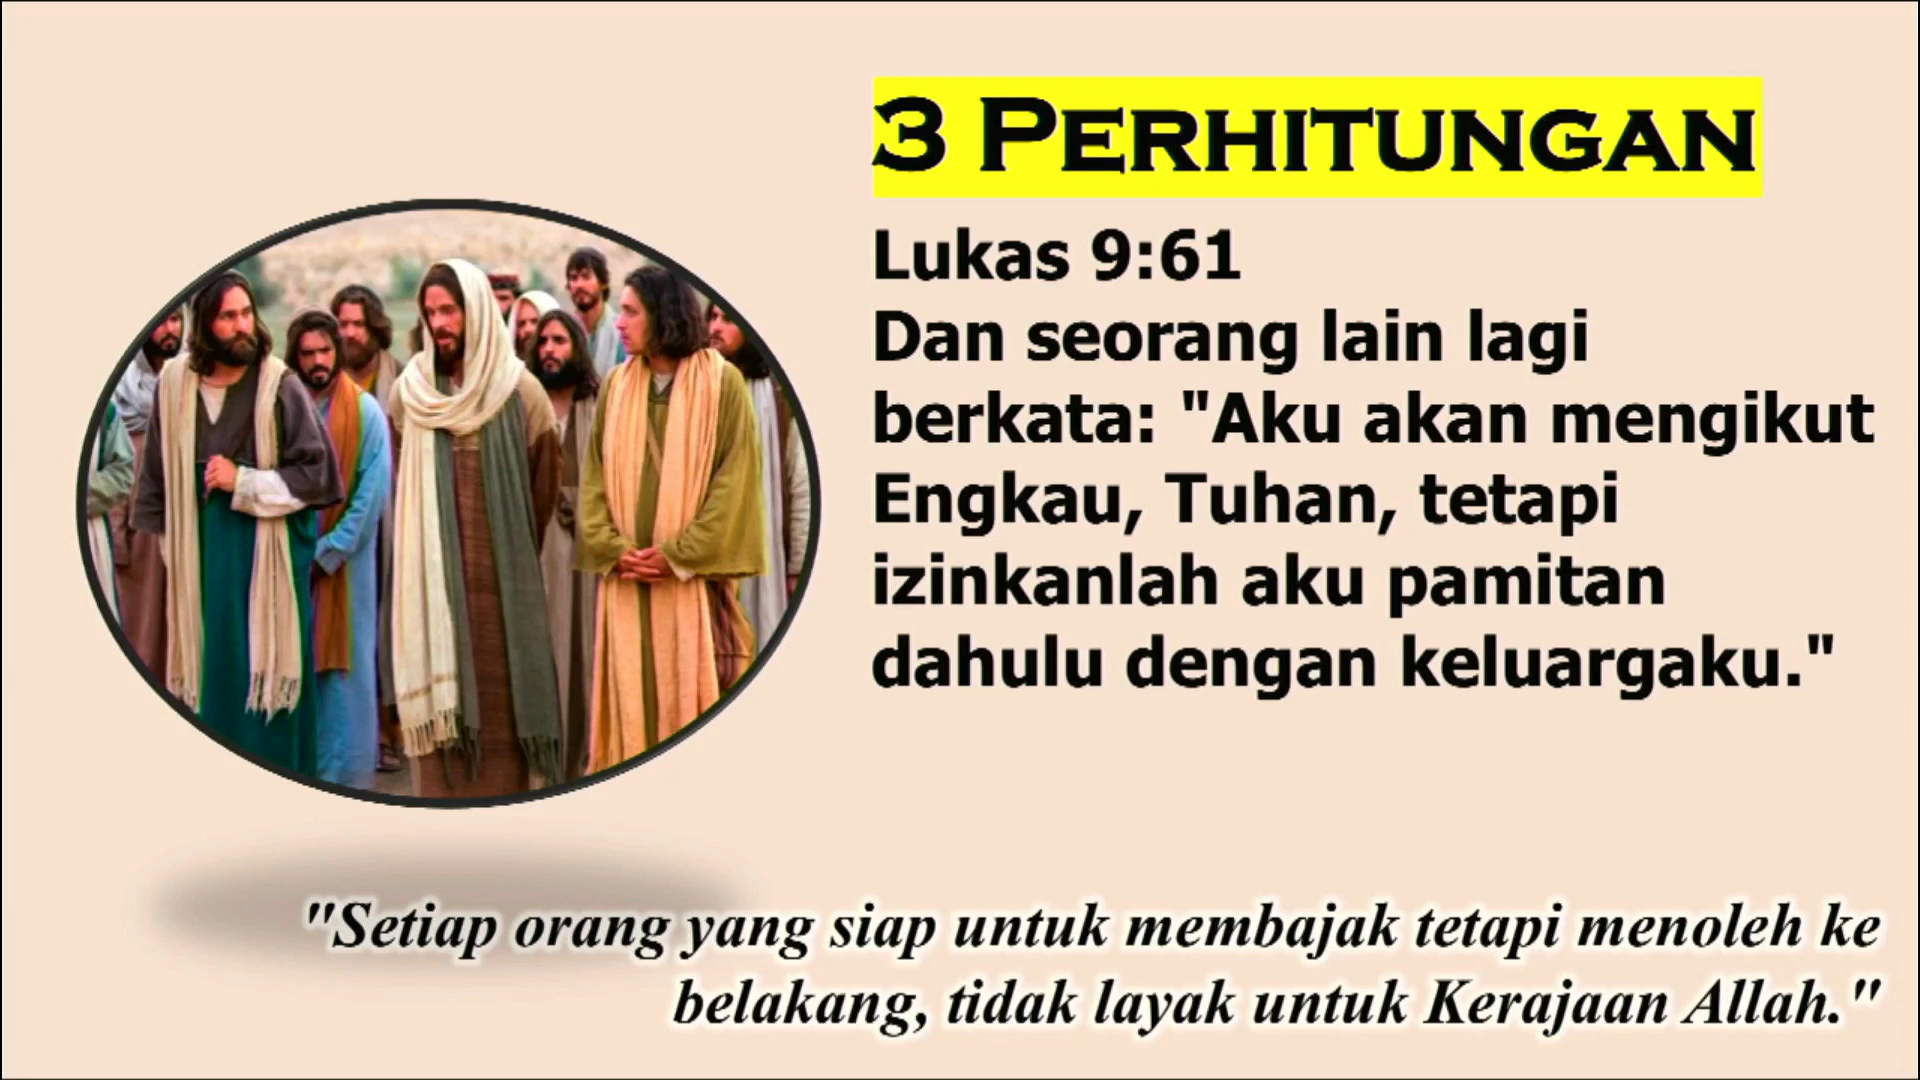 3 PERHITUNGAN
Lukas 9:61
Dan seorang lain lagi
berkata: "Aku akan mengikut
Engkau, Tuhan, tetapi
izinkanlah aku pamitan
dahulu dengan keluargaku."
"Setiap orang yang siap untuk membajak tetapi menoleh ke
belakang, tidak layak untuk Kerajaan Allah."